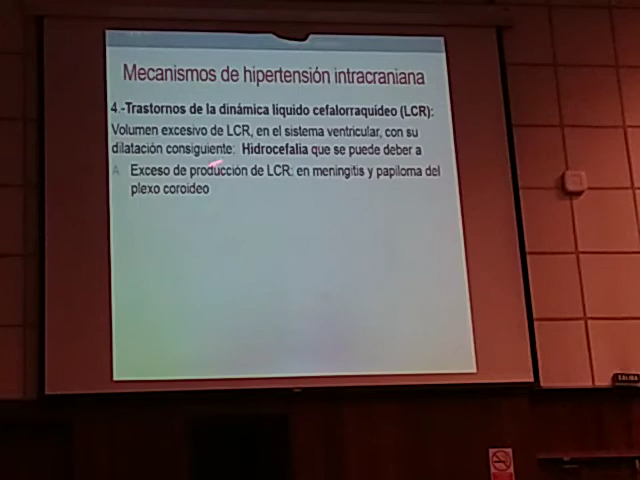 Mecanismos de hipertensión intracraniana
4.-Trastornos de la dinámica líquido cefalorraquídeo (LCR):
Volumen excesivo de LCR, en el sistema ventricular, con su
dilatación consiguiente: Hidrocefalia que se puede deber a
A Exceso de producción de LCR: en meningitis y papiloma del
plexo coroideo
SALIDA